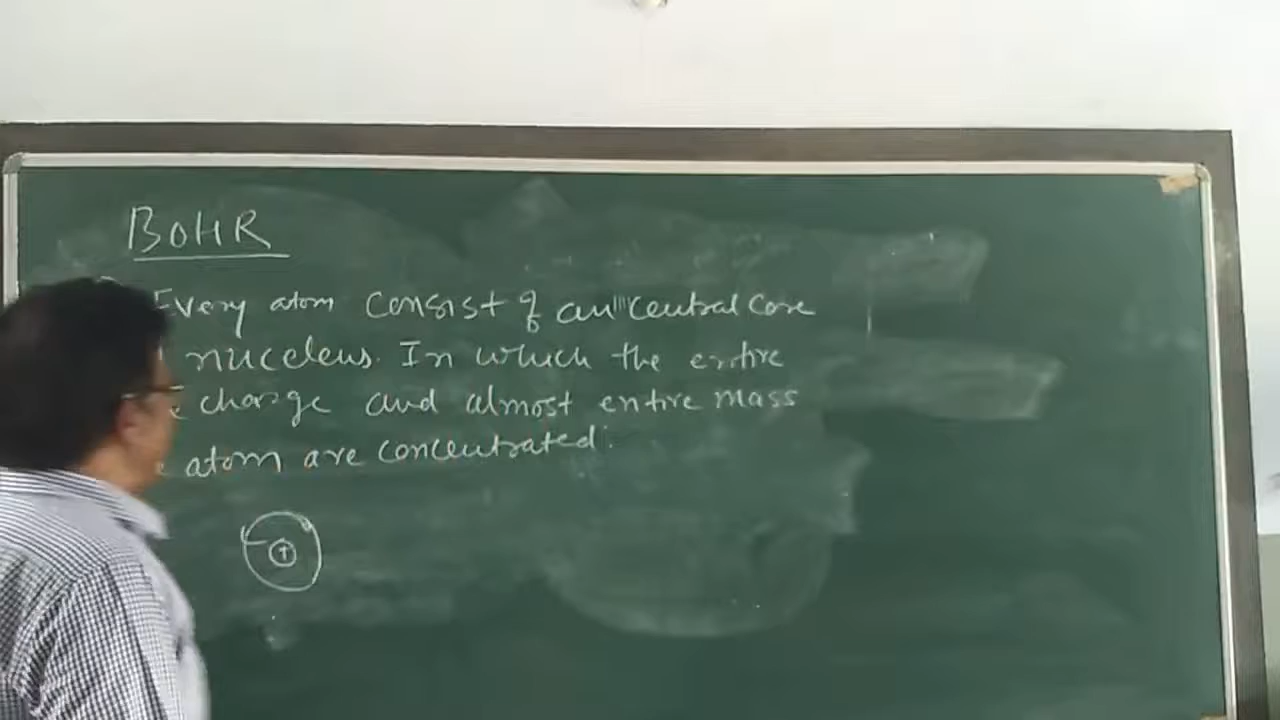 BOHR
Every atom consist of an central core
nuceleus. In which the entire
charge and almost entire mass
atom are concentrated.
+